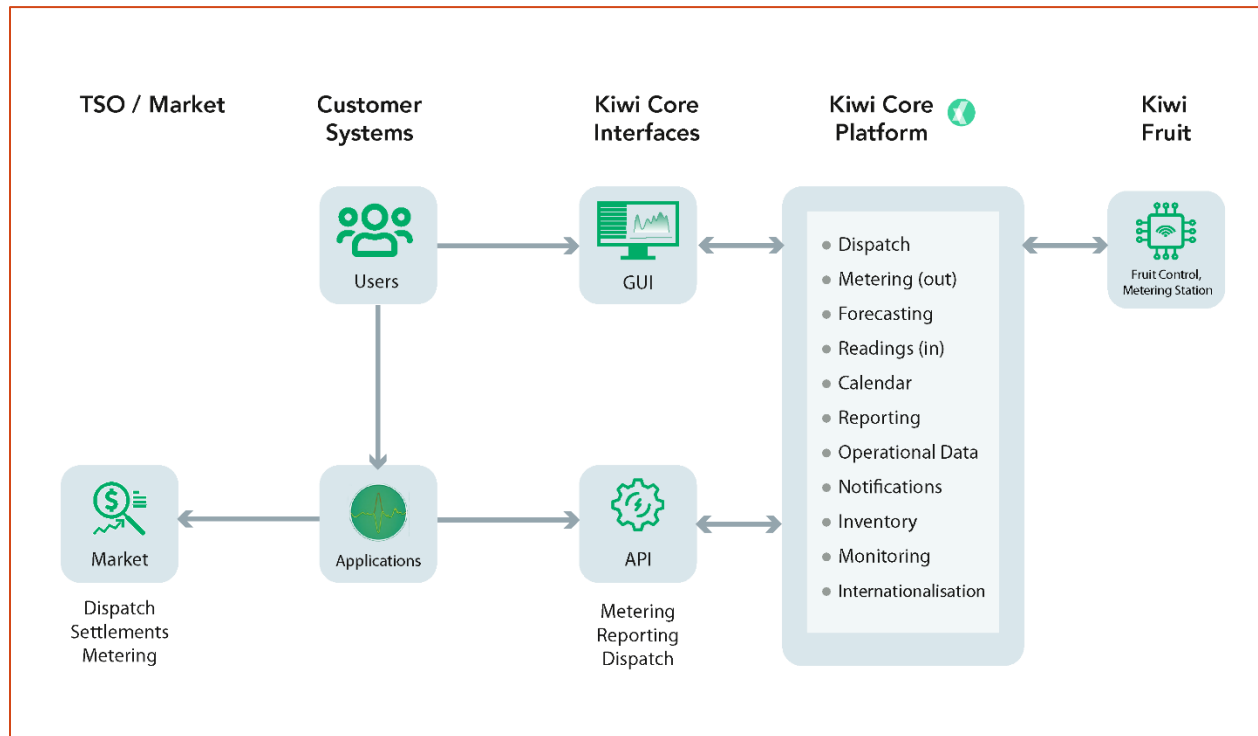 TSO / Market
Customer
Systems
Kiwi Core
Interfaces
Kiwi Core
Platform
Kiwi
Fruit
Users
GUI
Dispatch
Metering (out)
Forecasting
Readings (in)
Calendar
Reporting
Operational Data
Notifications
Inventory
Monitoring
Internationalisation
Fruit Control,
Metering Station
Market
Applications
API
Dispatch
Settlements
Metering
Metering
Reporting
Dispatch